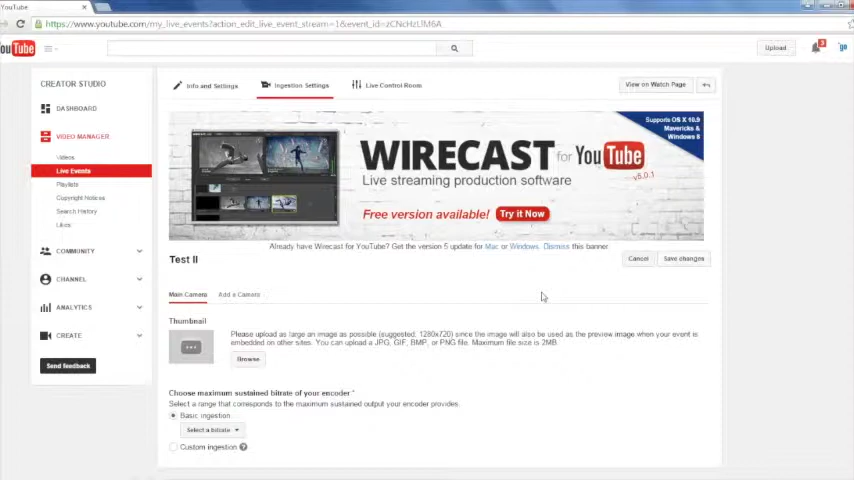 YouTube
https://www.youtube.com/my_live_events?action_edit_live_event_stream=1&event_id=zCNcHzLlM6A
YouTube
Upload
3
CREATOR STUDIO
Info and Settings
Ingestion Settings
Live Control Room
View on Watch Page
DASHBOARD
VIDEO MANAGER
Videos
Live Events
Playlists
Copyright Notices
Search History
Likes
COMMUNITY
CHANNEL
ANALYTICS
CREATE
Send feedback
Supports OS X 10.9
Mavericks &
Windows 8
WIRECAST for YouTube
v5.0.1
Live streaming production software
Free version available! Try it Now
Already have Wirecast for YouTube? Get the version 5 update for Mac or Windows. Dismiss this banner
Test II
Cancel
Save changes
Main Camera
Add a Camera
Thumbnail
Please upload as large an image as possible (suggested: 1280x720) since the image will also be used as the preview image when your event is
embedded on other sites. You can upload a JPG, GIF, BMP, or PNG file. Maximum file size is 2MB.
Browse
Choose maximum sustained bitrate of your encoder *
Select a range that corresponds to the maximum sustained output your encoder provides.
Basic ingestion
Select a bitrate
Custom ingestion ?